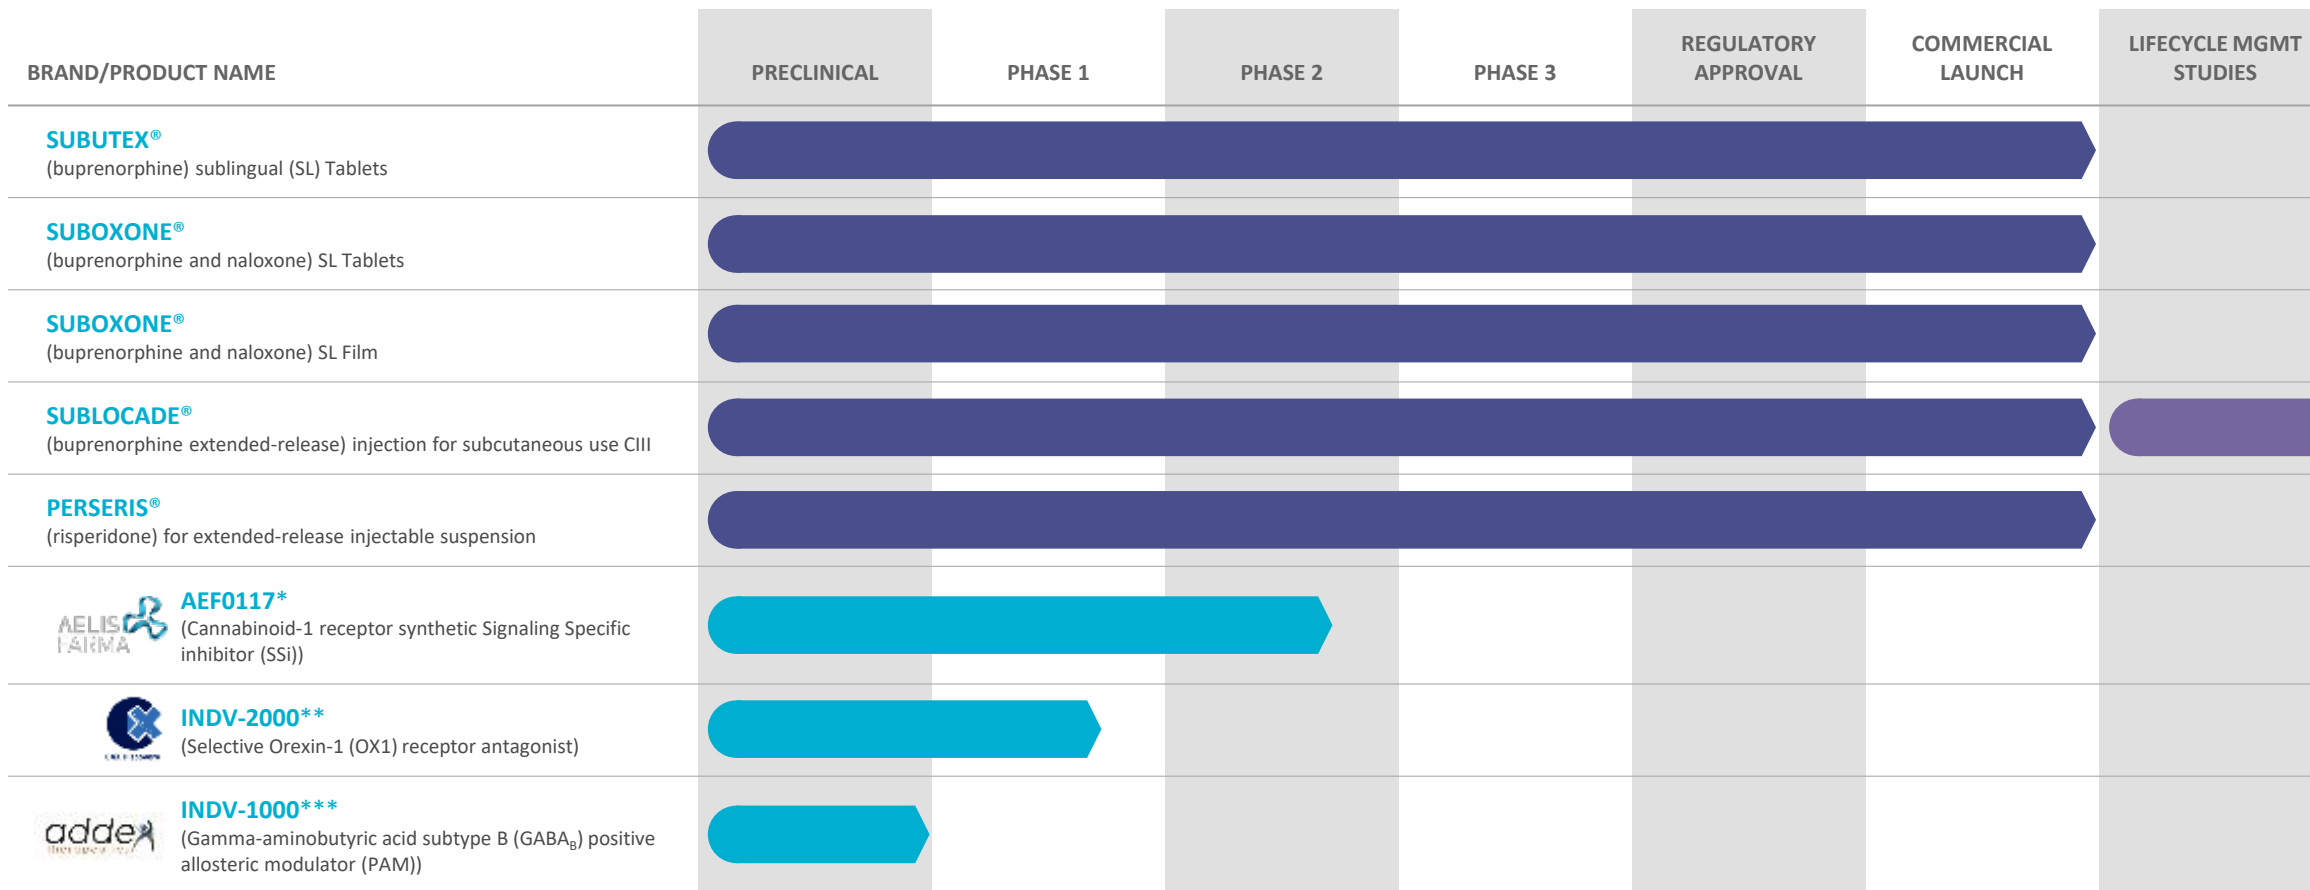 BRAND/PRODUCT NAME
PRECLINICAL
PHASE 1
PHASE 2
PHASE 3
REGULATORY
APPROVAL
COMMERCIAL
LAUNCH
LIFECYCLE MGMT
STUDIES
SUBUTEX®
(buprenorphine) sublingual (SL) Tablets
SUBOXONE®
(buprenorphine and naloxone) SL Tablets
SUBOXONE®
(buprenorphine and naloxone) SL Film
SUBLOCADE®
(buprenorphine extended-release) injection for subcutaneous use CIII
PERSERIS®
(risperidone) for extended-release injectable suspension
AELIS
FARMA
AEF0117*
(Cannabinoid-1 receptor synthetic Signaling Specific
inhibitor (SSi))
INDV-2000**
(Selective Orexin-1 (OX1) receptor antagonist)
addex
therapeutics
INDV-1000***
(Gamma-aminobutyric acid subtype B (GABA_B) positive
allosteric modulator (PAM))